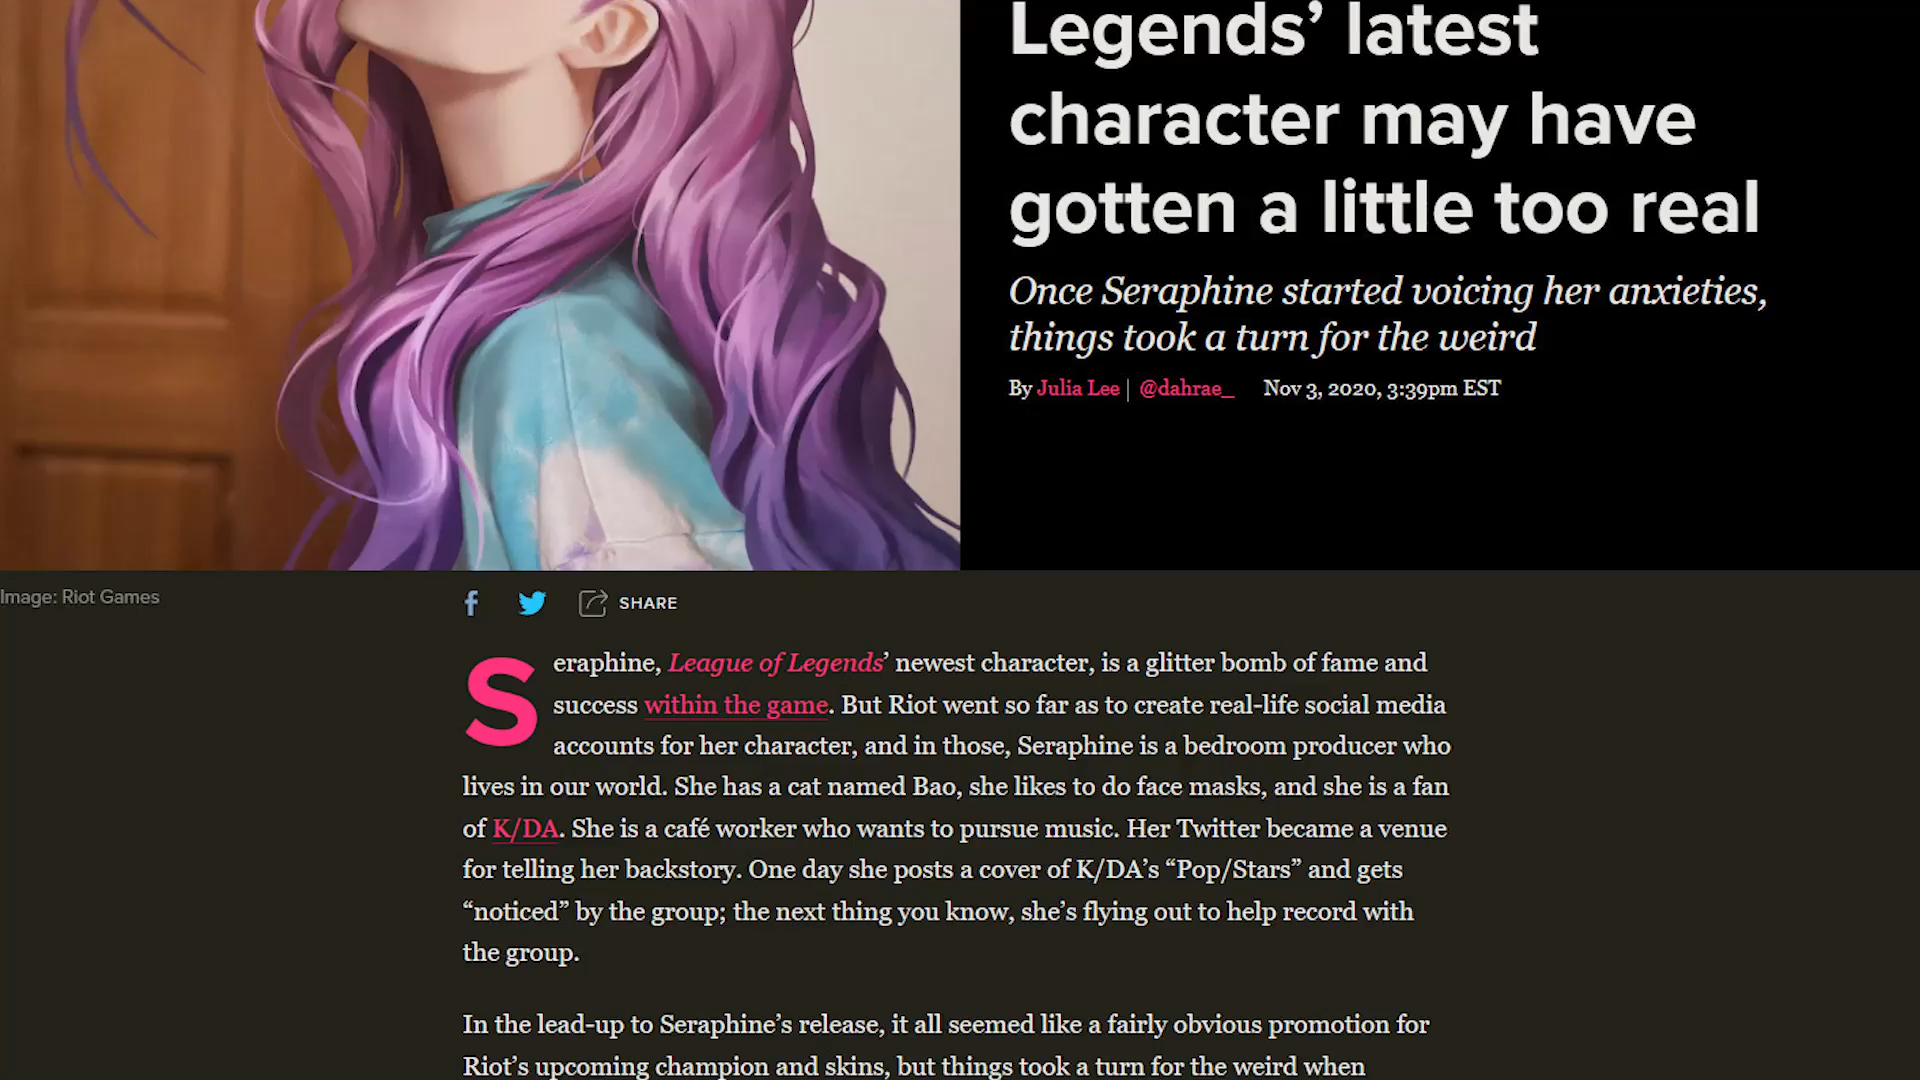 Legends’ latest
character may have
gotten a little too real
Once Seraphine started voicing her anxieties,
things took a turn for the weird
By Julia Lee | @dahrae_ Nov 3, 2020, 3:39pm EST
Image: Riot Games
SHARE
Seraphine, League of Legends’ newest character, is a glitter bomb of fame and
success within the game. But Riot went so far as to create real-life social media
accounts for her character, and in those, Seraphine is a bedroom producer who
lives in our world. She has a cat named Bao, she likes to do face masks, and she is a fan
of K/DA. She is a café worker who wants to pursue music. Her Twitter became a venue
for telling her backstory. One day she posts a cover of K/DA’s “Pop/Stars” and gets
“noticed” by the group; the next thing you know, she’s flying out to help record with
the group.
In the lead-up to Seraphine’s release, it all seemed like a fairly obvious promotion for
Riot’s upcoming champion and skins, but things took a turn for the weird when